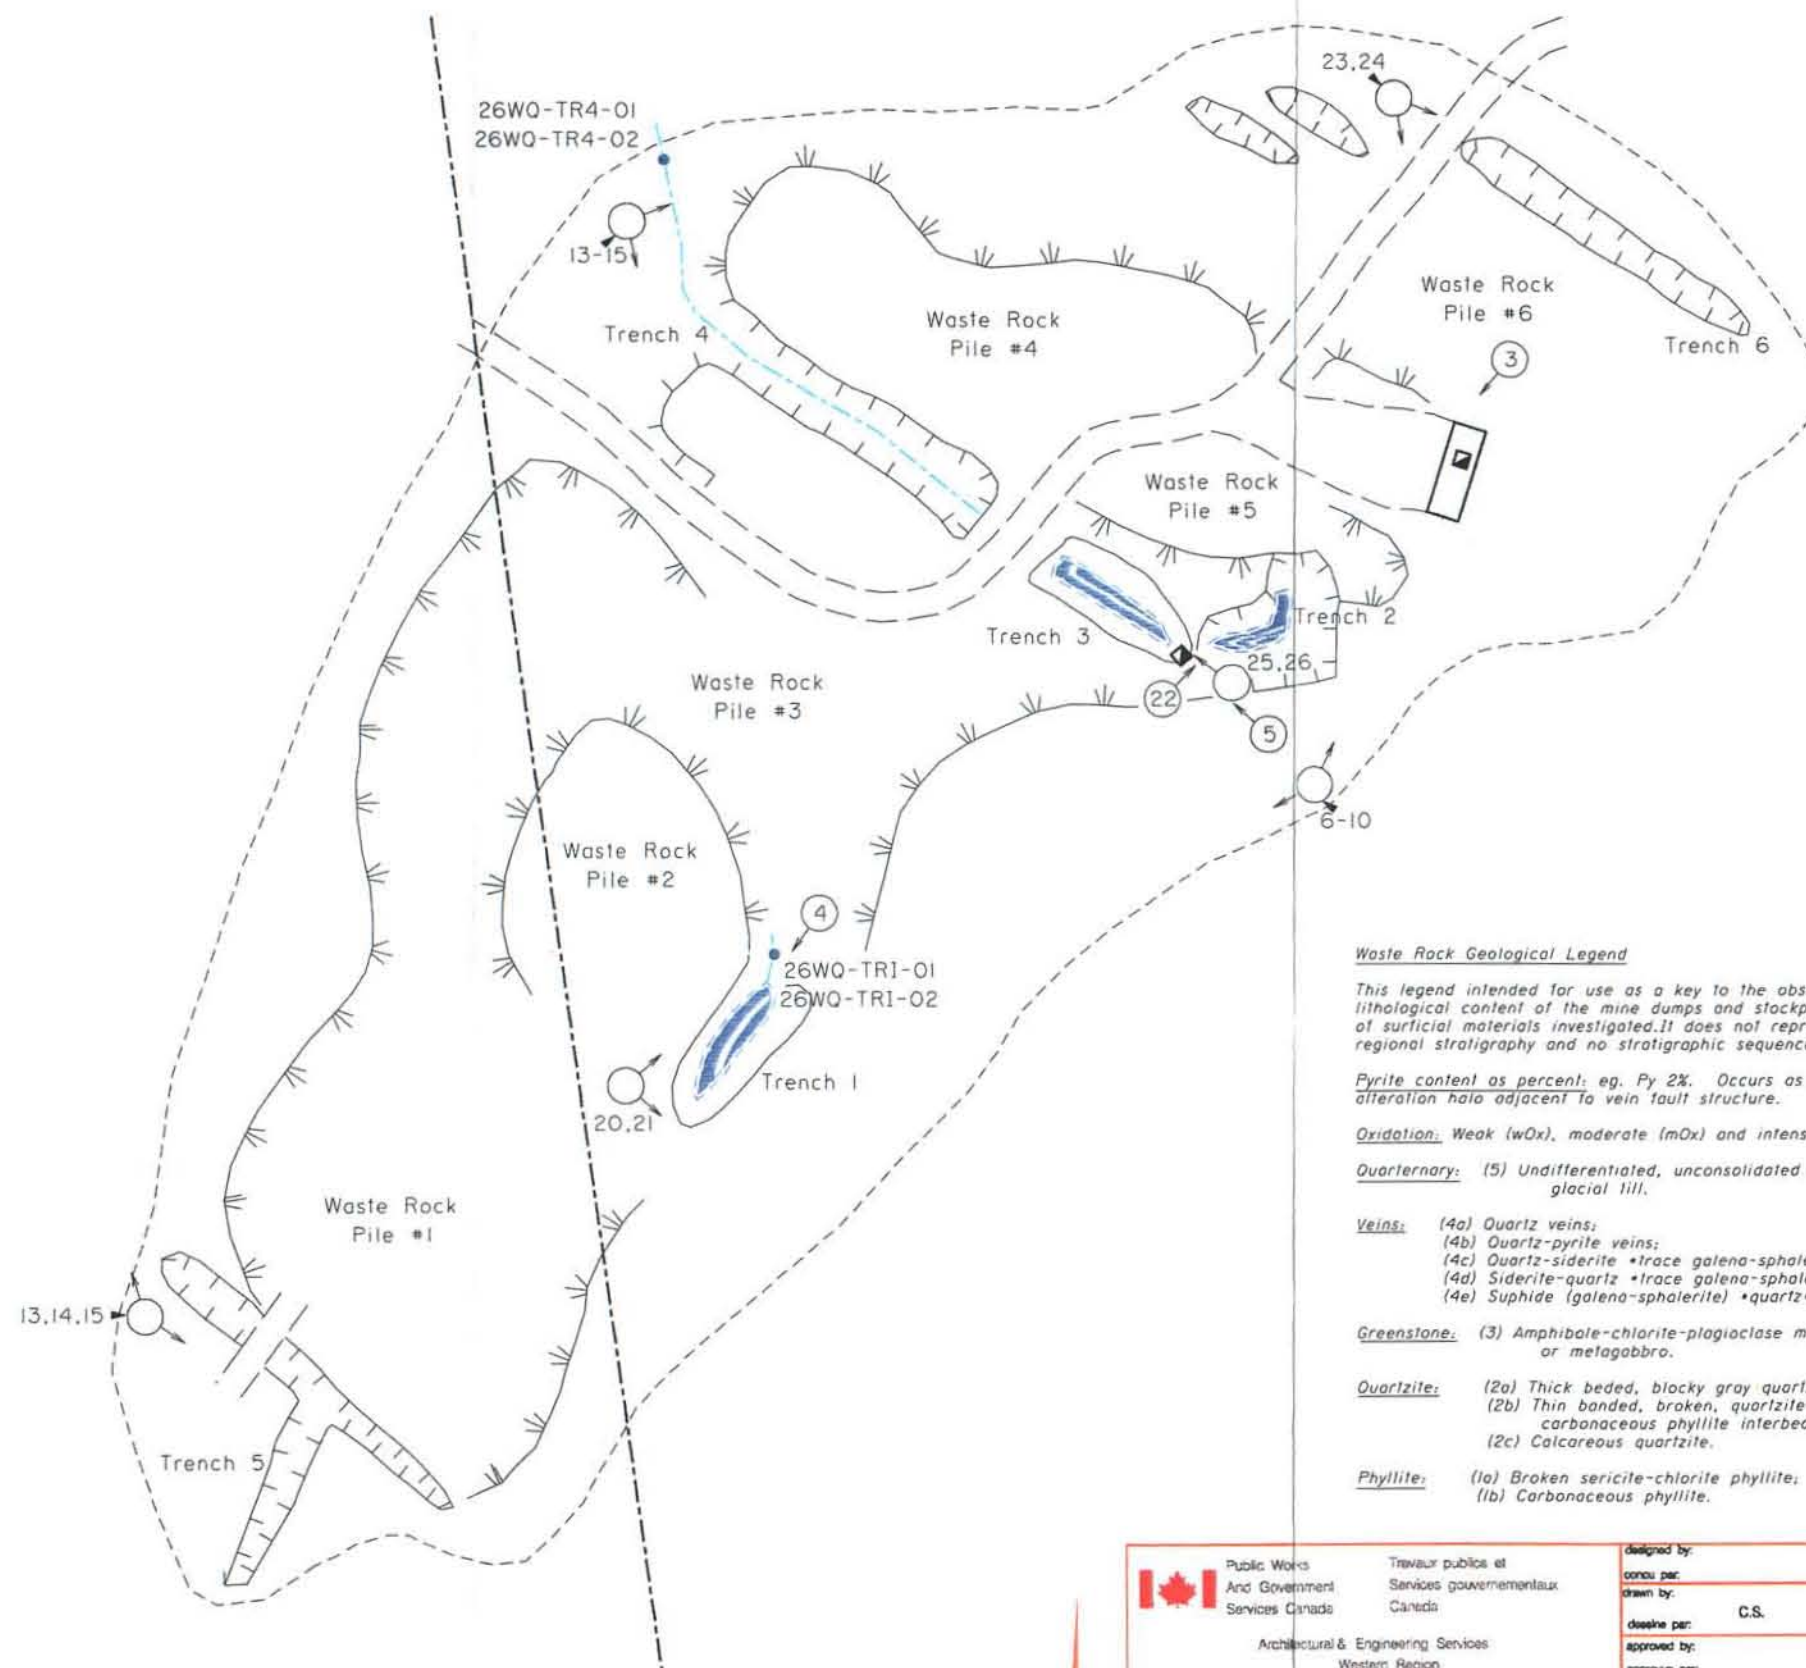 23,24
26WQ-TR4-01
26WQ-TR4-02
13-15
Trench 4
Waste Rock
Pile #4
Waste Rock
Pile #6
Trench 6
3
Waste Rock
Pile #5
Trench 3
Trench 2
25,26
22
5
6-10
Waste Rock
Pile #3
Waste Rock
Pile #2
4
26WQ-TR1-01
26WQ-TR1-02
Trench 1
20,21
Waste Rock
Pile #1
13,14,15
Trench 5
Waste Rock Geological Legend
This legend intended for use as a key to the obs
lithological content of the mine dumps and stockp
of surficial materials investigated.It does not repr
regional stratigraphy and no stratigraphic sequenc
Pyrite content as percent: eg. Py 2%. Occurs as
alteration halo adjacent to vein fault structure.
Oxidation: Weak (wOx), moderate (mOx) and intens
Quarternary: (5) Undifferentiated, unconsolidated
glacial till.
Veins: (4a) Quartz veins;
(4b) Quartz-pyrite veins;
(4c) Quartz-siderite •trace galena-sphale
(4d) Siderite-quartz •trace galena-sphale
(4e) Suphide (galena-sphalerite) •quartz
Greenstone: (3) Amphibole-chlorite-plagioclase m
or metagabbro.
Quartzite: (2a) Thick beded, blocky gray quart
(2b) Thin banded, broken, quartzite
carbonaceous phyllite interbed
(2c) Calcareous quartzite.
Phyllite: (1a) Broken sericite-chlorite phyllite;
(1b) Carbonaceous phyllite.
Public Works
And Government
Services Canada
Travaux publics et
Services gouvernementaux
Canada
Architectural & Engineering Services
Western Region
designed by:
concu par:
drawn by:
dessine par:
C.S.
approved by: